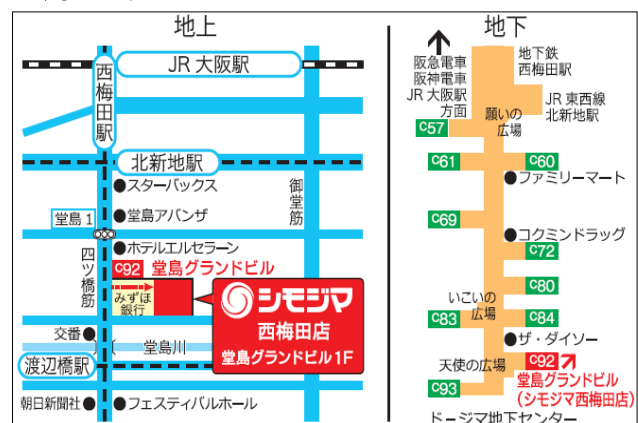 地上
JR 大阪駅
西梅田駅
北新地駅
●スターバックス
御堂筋
堂島 1
●堂島アバンザ
●ホテルエルセラーン
四ツ橋筋
C92 堂島グランドビル
みずほ
銀行
シモジマ
西梅田店
堂島グランドビル1F
交番●
堂島川
渡辺橋駅
朝日新聞社●
●フェスティバルホール
地下
阪急電車
阪神電車
JR 大阪駅
方面
地下鉄
西梅田駅
JR 東西線
北新地駅
願いの
広場
C57
C61
C60
●ファミリーマート
C69
●コクミンドラッグ
C72
C80
いこいの
広場
C83
C84
●ザ・ダイソー
天使の広場
C92
堂島グランドビル
(シモジマ西梅田店)
C93
ドージマ地下センター